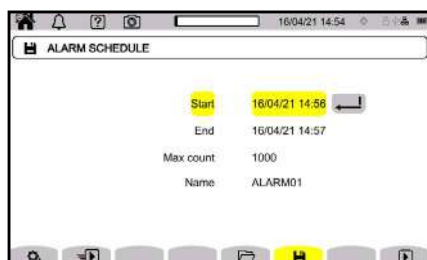 16/04/21 14:54
ALARM SCHEDULE
Start 16/04/21 14:56
End 16/04/21 14:57
Max count 1000
Name ALARM01